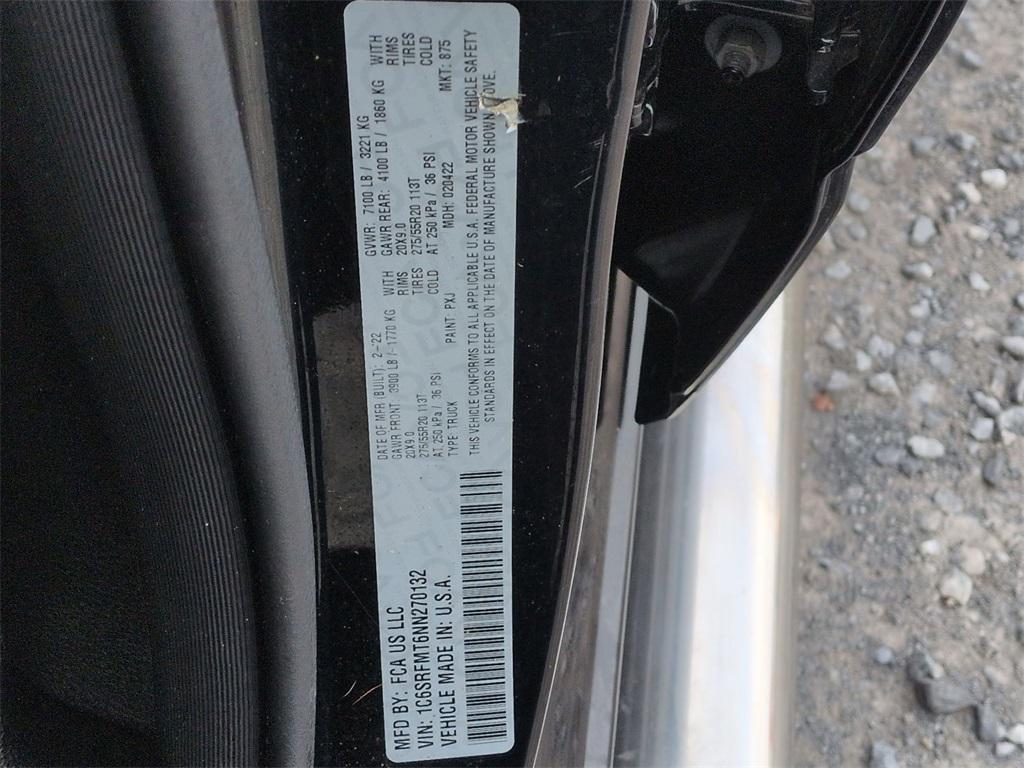 MFD BY: FCA US LLC
VIN: 1C6SRFMT6NN270132
VEHICLE MADE IN: U.S.A.
DATE OF MFR (BUILT): 2-22
GVWR: 7100 LB / 3221 KG
GAWR FRONT: 3900 LB / 1770 KG WITH
20X9.0 RIMS
275/55R20 113T TIRES
AT 250 kPa / 36 PSI COLD
GAWR REAR: 4100 LB / 1860 KG WITH
20X9.0 RIMS
275/55R20 113T TIRES
AT 250 kPa / 36 PSI COLD
TYPE: TRUCK PAINT: PXJ MDH: 020422 MKT: 875
THIS VEHICLE CONFORMS TO ALL APPLICABLE U.S.A. FEDERAL MOTOR VEHICLE SAFETY
STANDARDS IN EFFECT ON THE DATE OF MANUFACTURE SHOWN ABOVE.